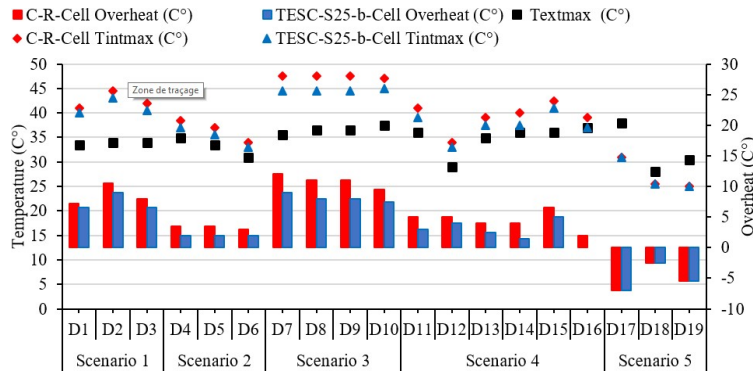 C-R-Cell Overheat (C°) TESC-S25-b-Cell Overheat (C°) Textmax (C°)
C-R-Cell Tintmax (C°) TESC-S25-b-Cell Tintmax (C°)
Zone de traçage
Temperature (C°)
50
45
40
35
30
25
20
15
10
5
0
30
25
20
15
10
5
0
-5
-10
Overheat (C°)
D1 D2 D3 D4 D5 D6 D7 D8 D9 D10 D11 D12 D13 D14 D15 D16 D17 D18 D19
Scenario 1 Scenario 2 Scenario 3 Scenario 4 Scenario 5